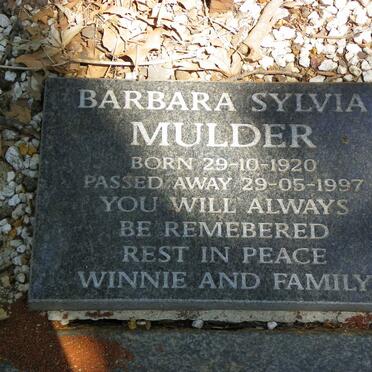 BARBARA SYLVIA
MULDER
BORN 29-10-1920
PASSED AWAY 29-05-1997
YOU WILL ALWAYS
BE REMEBERED
REST IN PEACE
WINNIE AND FAMILY